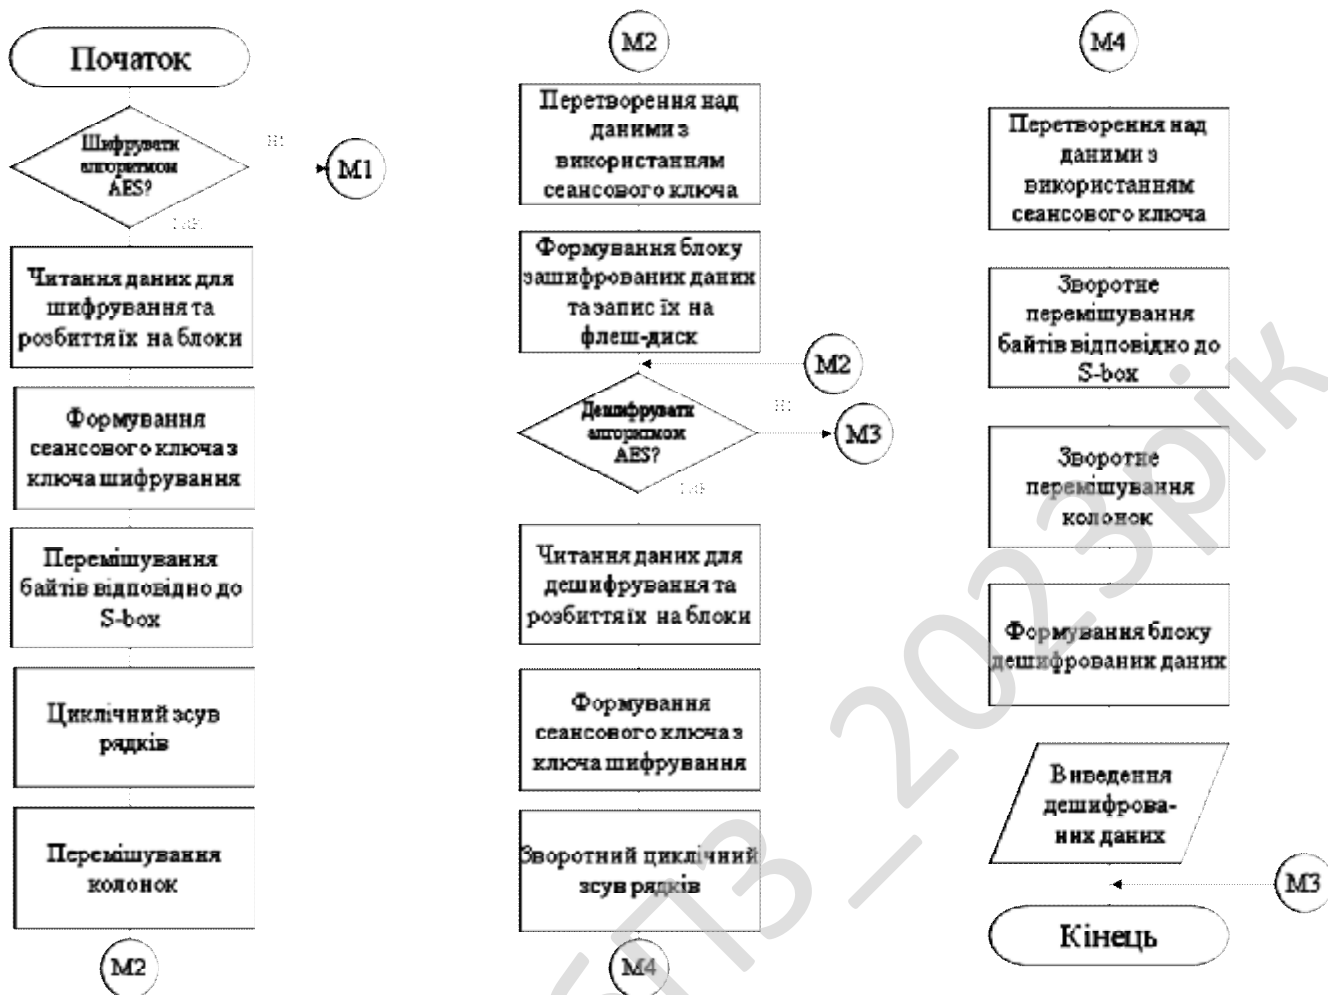 Початок
Шифрувати
алгоритмом
AES?
Ні
M1
Так
Читання даних для
шифрування та
розбиття їх на блоки
Формування
сеансового ключа з
ключа шифрування
Перемішування
байтів відповідно до
S-box
Циклічний зсув
рядків
Перемішування
колонок
M2
M2
Перетворення над
даними з
використанням
сеансового ключа
Формування блоку
зашифрованих даних
та запис їх на
флеш-диск
M2
Дешифрувати
алгоритмом
AES?
Ні
M3
Так
Читання даних для
дешифрування та
розбиття їх на блоки
Формування
сеансового ключа з
ключа шифрування
Зворотний циклічний
зсув рядків
M4
M4
Перетворення над
даними з
використанням
сеансового ключа
Зворотне
перемішування
байтів відповідно до
S-box
Зворотне
перемішування
колонок
Формування блоку
дешифрованих даних
Виведення
дешифрова-
них даних
M3
Кінець
БПЗ_2023рік